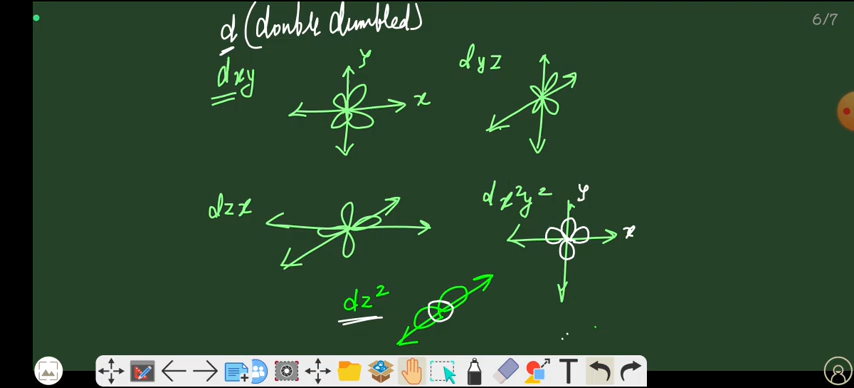 6/7
d (double dumbled)
dxy
y
x
dyz
dzx
dx²y²
y
x
dz²
T